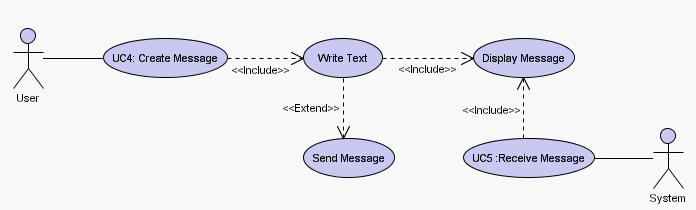 UC4: Create Message
Write Text
Display Message
<<Include>>
<<Include>>
User
<<Extend>>
<<Include>>
Send Message
UC5 :Receive Message
System